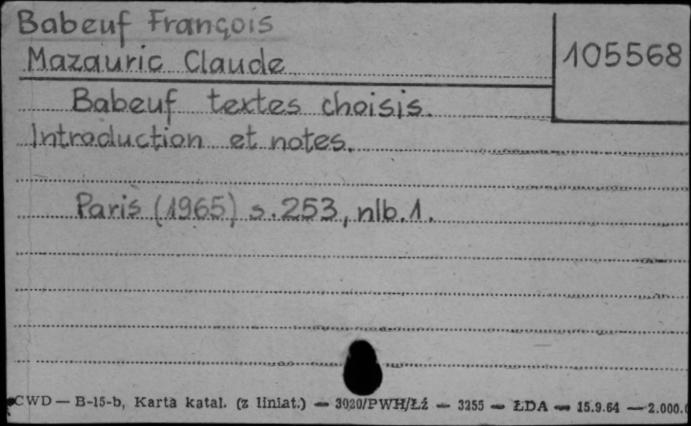 Babeuf François
Mazauric Claude
105568
Babeuf textes choisis.
Introduction et notes.
Paris (1965) s. 253, nlb. 1.
CWD — B-15-b, Karta katal. (z liniat.) — 3020/PWH/Łź — 3255 — ŁDA — 15.9.64 — 2.000.0